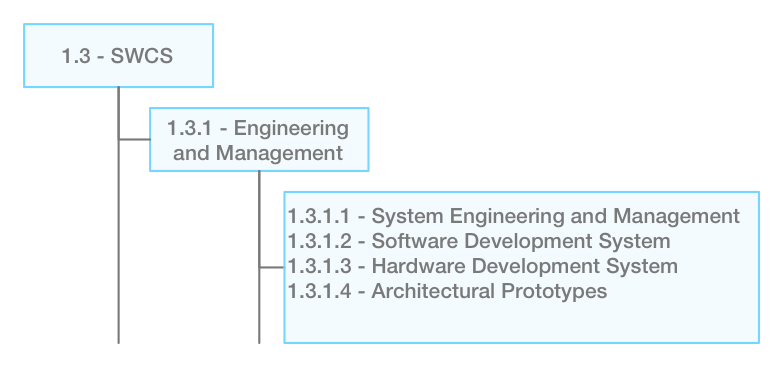 1.3 - SWCS
1.3.1 - Engineering
and Management
1.3.1.1 - System Engineering and Management
1.3.1.2 - Software Development System
1.3.1.3 - Hardware Development System
1.3.1.4 - Architectural Prototypes